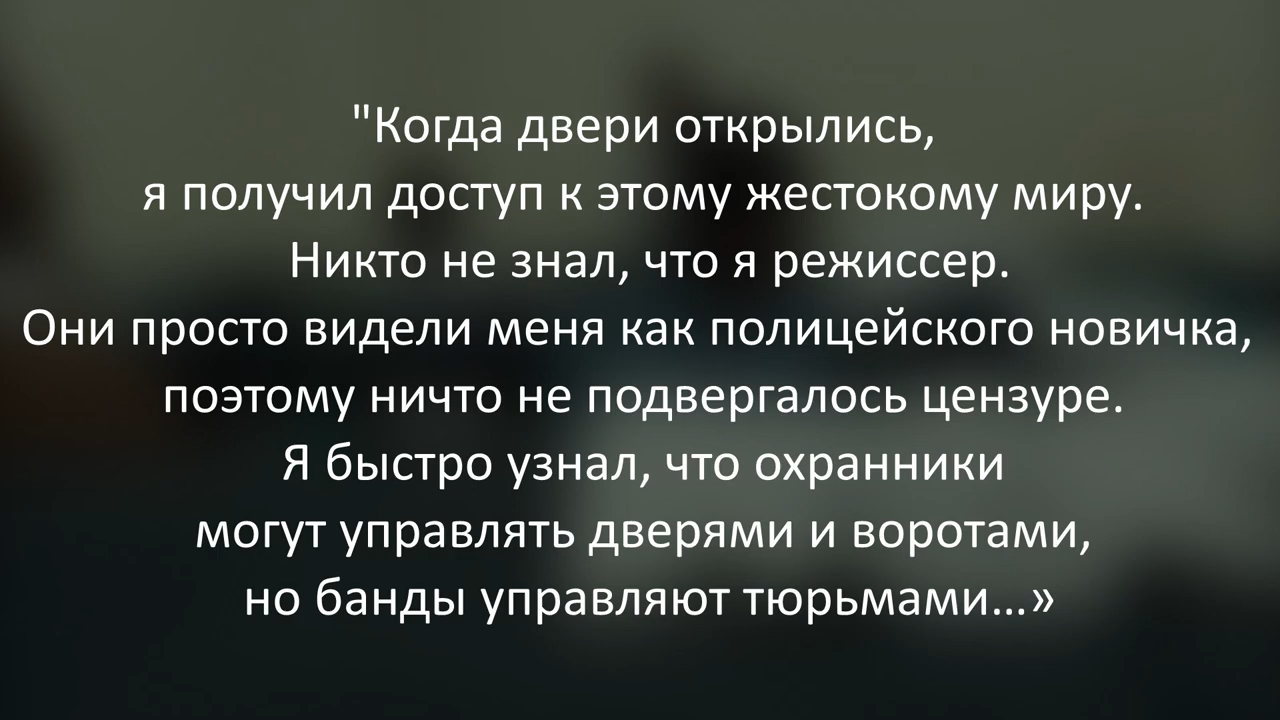 "Когда двери открылись,
я получил доступ к этому жестокому миру.
Никто не знал, что я режиссер.
Они просто видели меня как полицейского новичка,
поэтому ничто не подвергалось цензуре.
Я быстро узнал, что охранники
могут управлять дверями и воротами,
но банды управляют тюрьмами...»